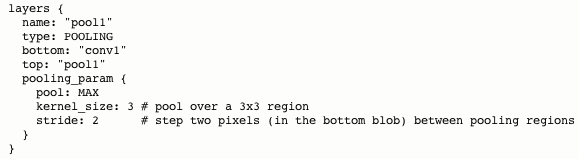 layers {
  name: "pool1"
  type: POOLING
  bottom: "conv1"
  top: "pool1"
  pooling_param {
    pool: MAX
    kernel_size: 3 # pool over a 3x3 region
    stride: 2      # step two pixels (in the bottom blob) between pooling regions
  }
}